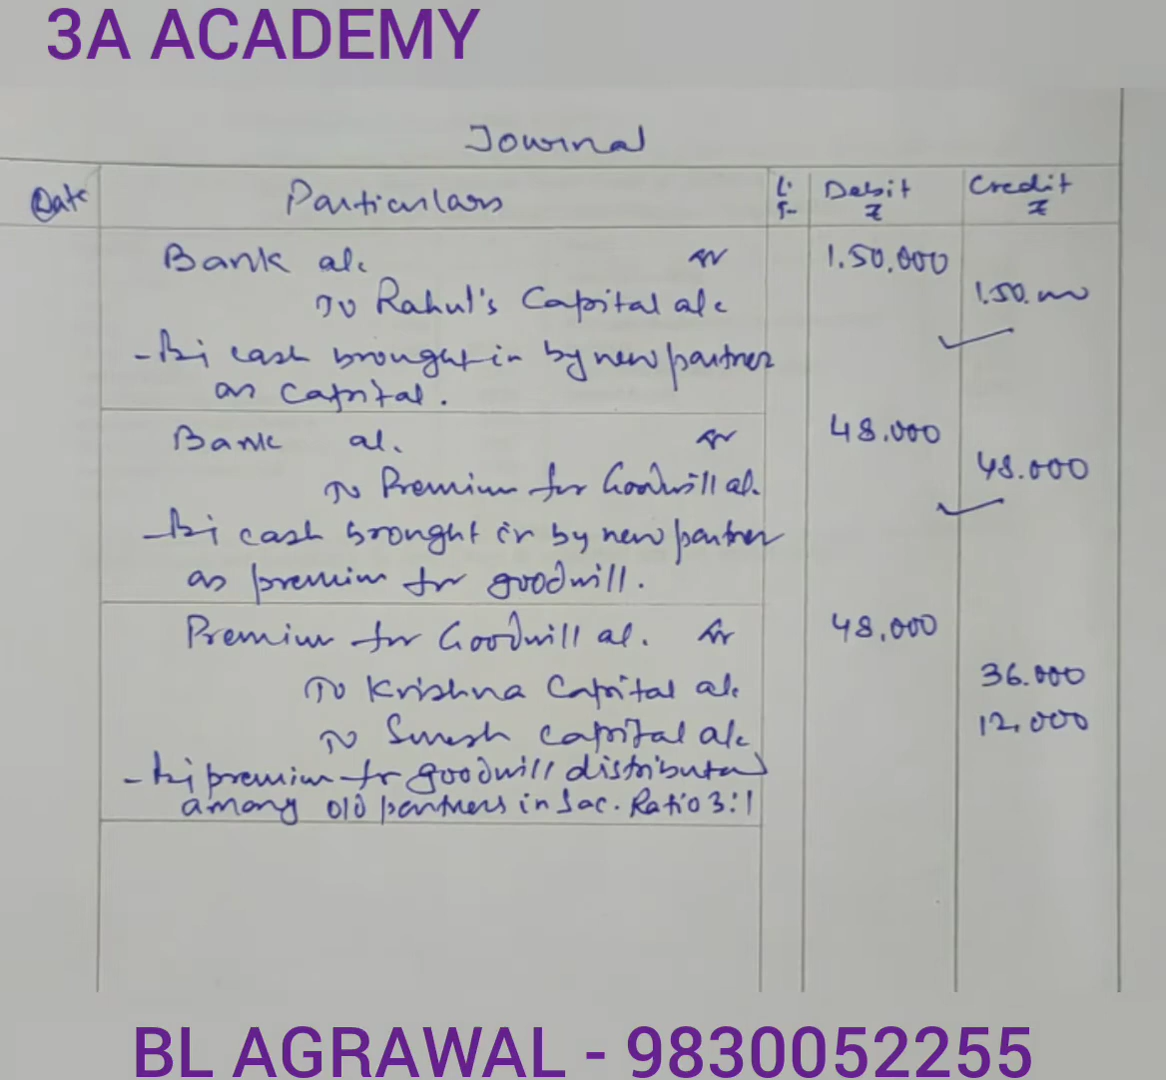 3A ACADEMY
Journal
Date Particulars L.F. Debit ₹ Credit ₹
Bank a/c Dr 1.50.000
To Rahul's Capital a/c 1.50.000
- cash brought in by new partner
as capital.
Bank a/c Dr 48.000
To Premium for Goodwill a/c 48.000
- cash brought in by new partner
as premium for goodwill.
Premium for Goodwill a/c Dr 48.000
To Krishna Capital a/c 36.000
To Suresh Capital a/c 12,000
- premium for goodwill distributed
among old partners in Sac. Ratio 3:1
BL AGRAWAL - 9830052255